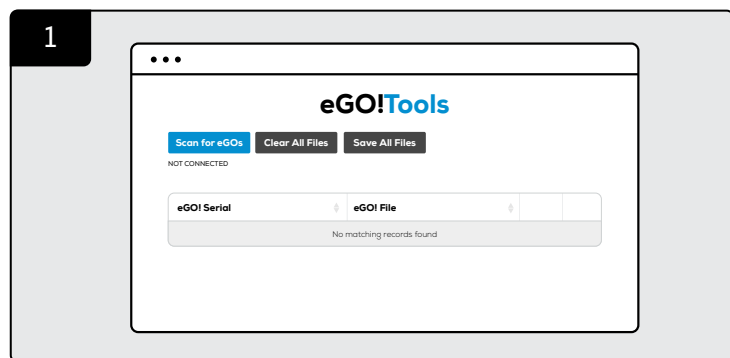 1
eGO!Tools
Scan for eGOs Clear All Files Save All Files
NOT CONNECTED
eGO! Serial eGO! File
No matching records found